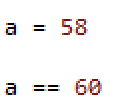 a = 58
a == 60